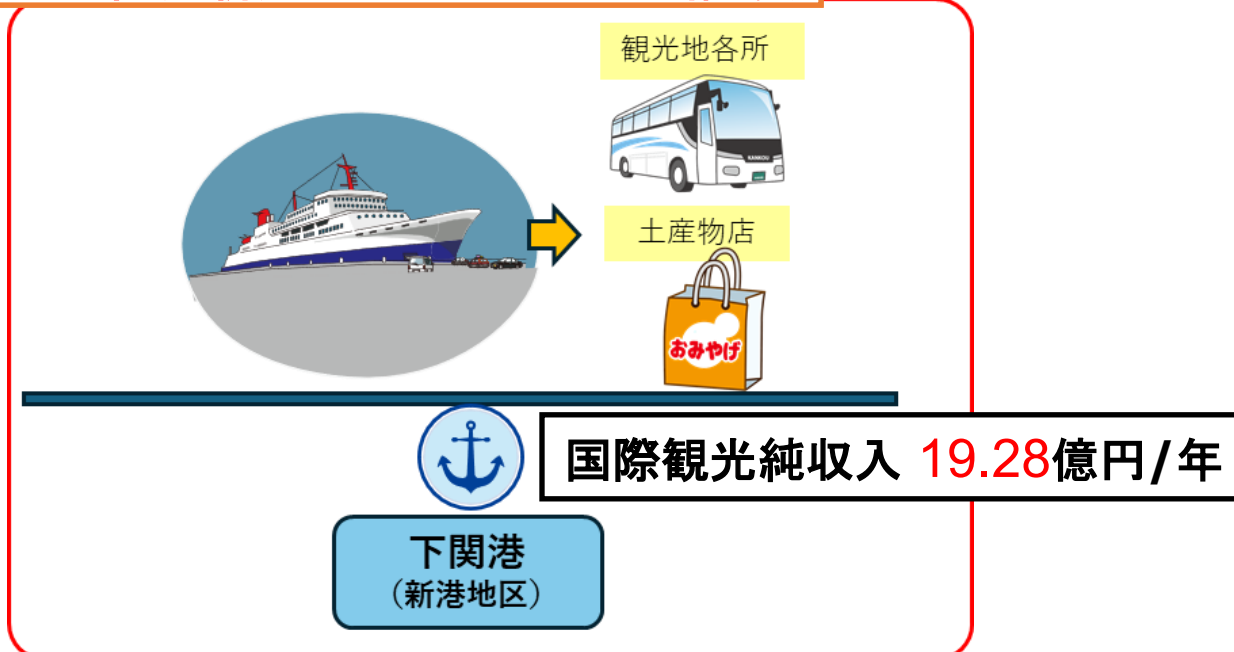 観光地各所
KANKOU
土産物店
おみやげ
国際観光純収入 19.28億円/年
下関港
（新港地区）